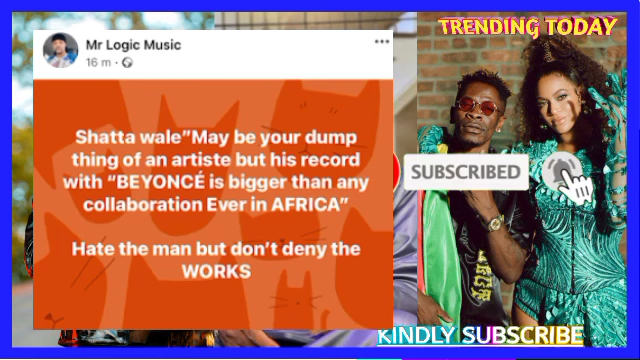 TRENDING TODAY
Mr Logic Music
16 m ·
Shatta wale"May be your dump
thing of an artiste but his record
with "BEYONCÉ is bigger than any
collaboration Ever in AFRICA"
Hate the man but don't deny the
WORKS
SUBSCRIBED
KINDLY SUBSCRIBE